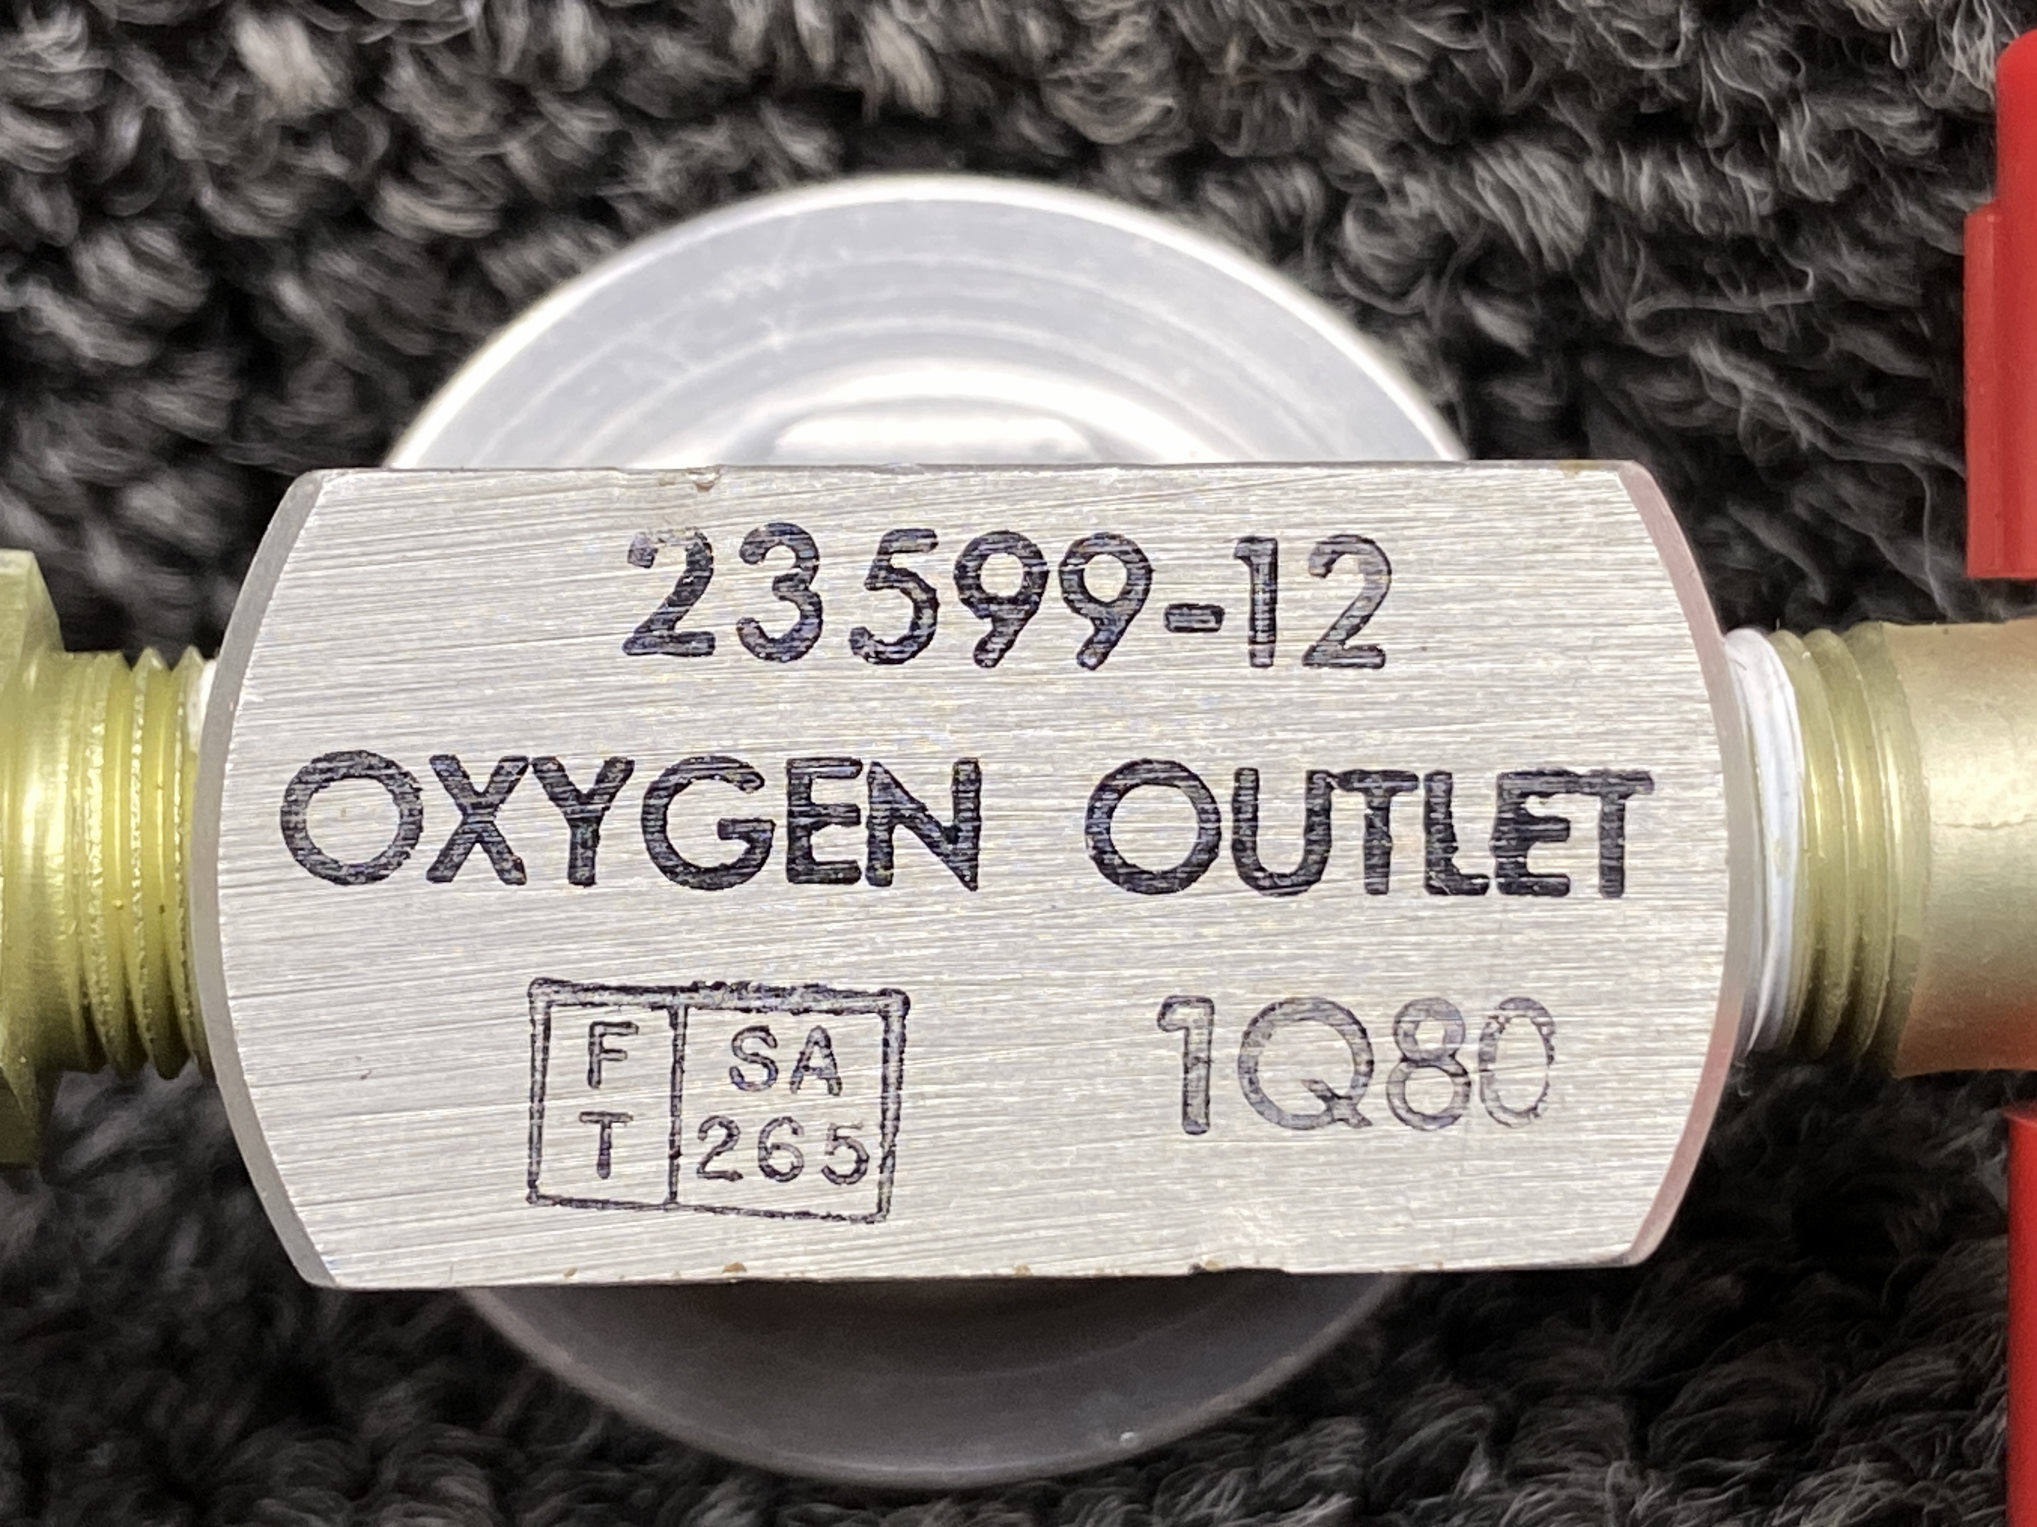 23599-12
OXYGEN OUTLET
F SA
T 265
1Q80